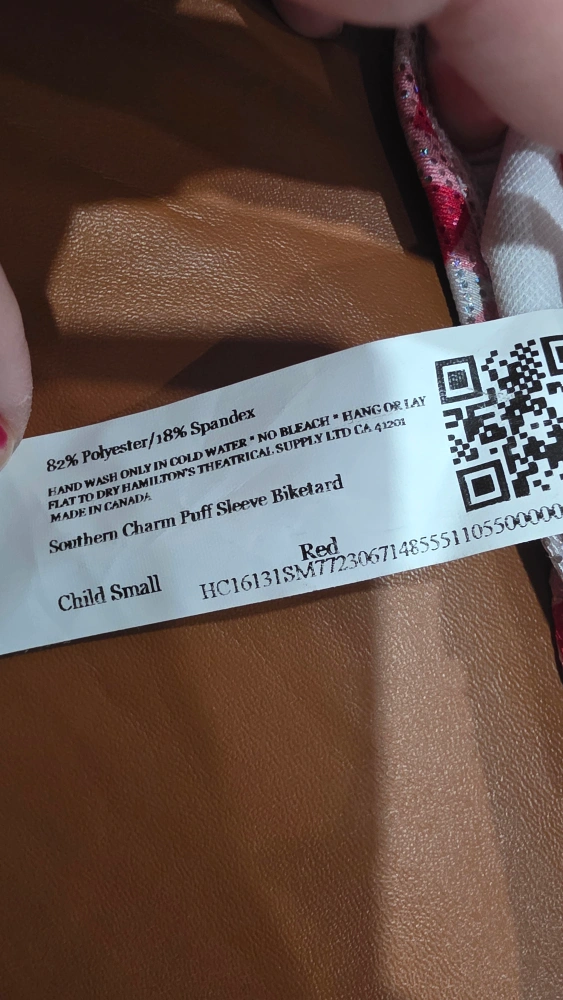 82% Polyester/18% Spandex
HAND WASH ONLY IN COLD WATER * NO BLEACH * HANG OR LAY
FLAT TO DRY HAMILTON'S THEATRICAL SUPPLY LTD CA 41201
MADE IN CANADA
Southern Charm Puff Sleeve Biketard
Red
Child Small